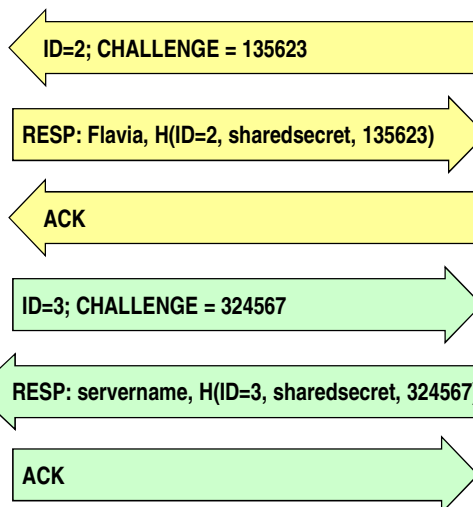 ID=2; CHALLENGE = 135623
RESP: Flavia, H(ID=2, sharedsecret, 135623)
ACK
ID=3; CHALLENGE = 324567
RESP: servername, H(ID=3, sharedsecret, 324567)
ACK